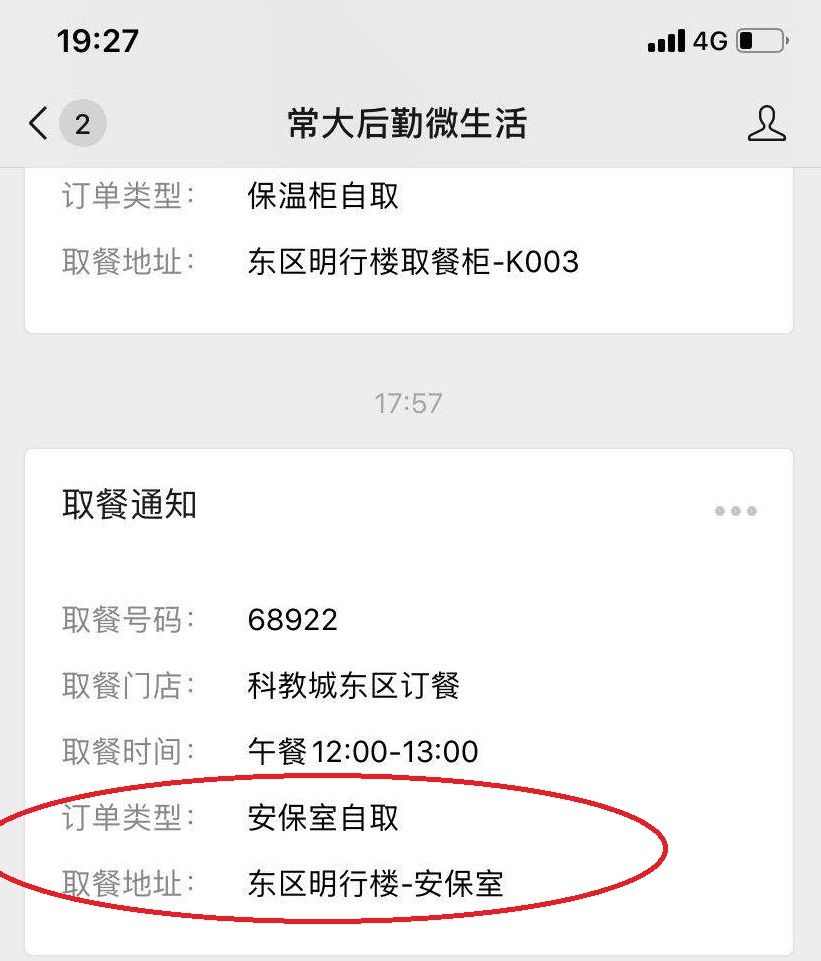 19:27 4G
2 常大后勤微生活
订单类型： 保温柜自取
取餐地址： 东区明行楼取餐柜-K003
17:57
取餐通知
取餐号码： 68922
取餐门店： 科教城东区订餐
取餐时间： 午餐12:00-13:00
订单类型： 安保室自取
取餐地址： 东区明行楼-安保室